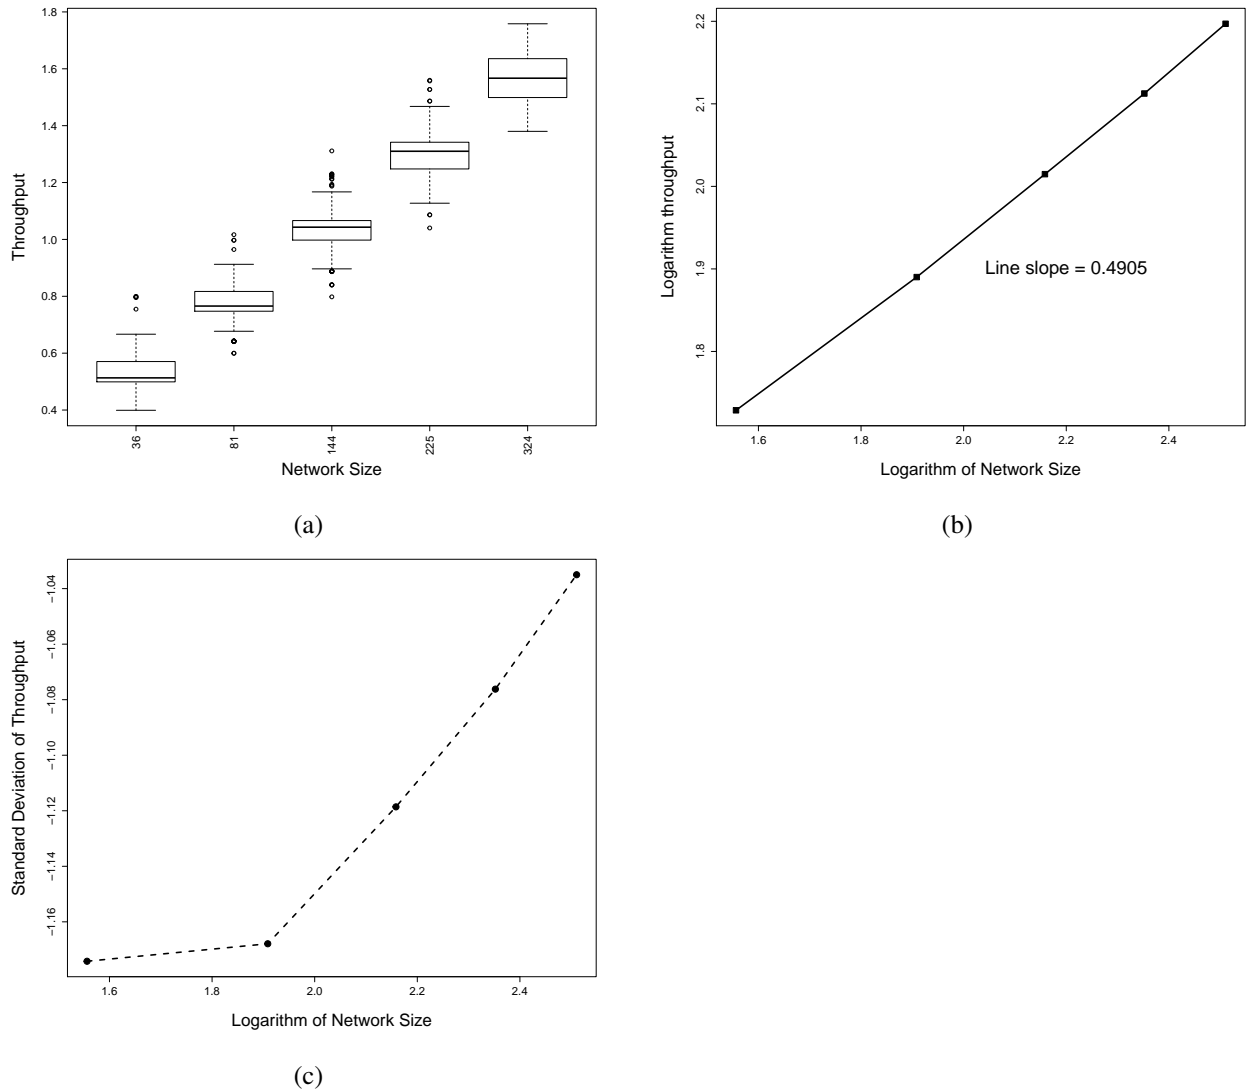 1.8
1.6
1.4
1.2
1.0
0.8
0.6
0.4
Throughput
36 81 144 225 324
Network Size
(a)
2.2
2.1
2.0
1.9
1.8
Logarithm throughput
Line slope = 0.4905
1.6 1.8 2.0 2.2 2.4
Logarithm of Network Size
(b)
−1.04
−1.06
−1.08
−1.10
−1.12
−1.14
−1.16
Standard Deviation of Throughput
1.6 1.8 2.0 2.2 2.4
Logarithm of Network Size
(c)